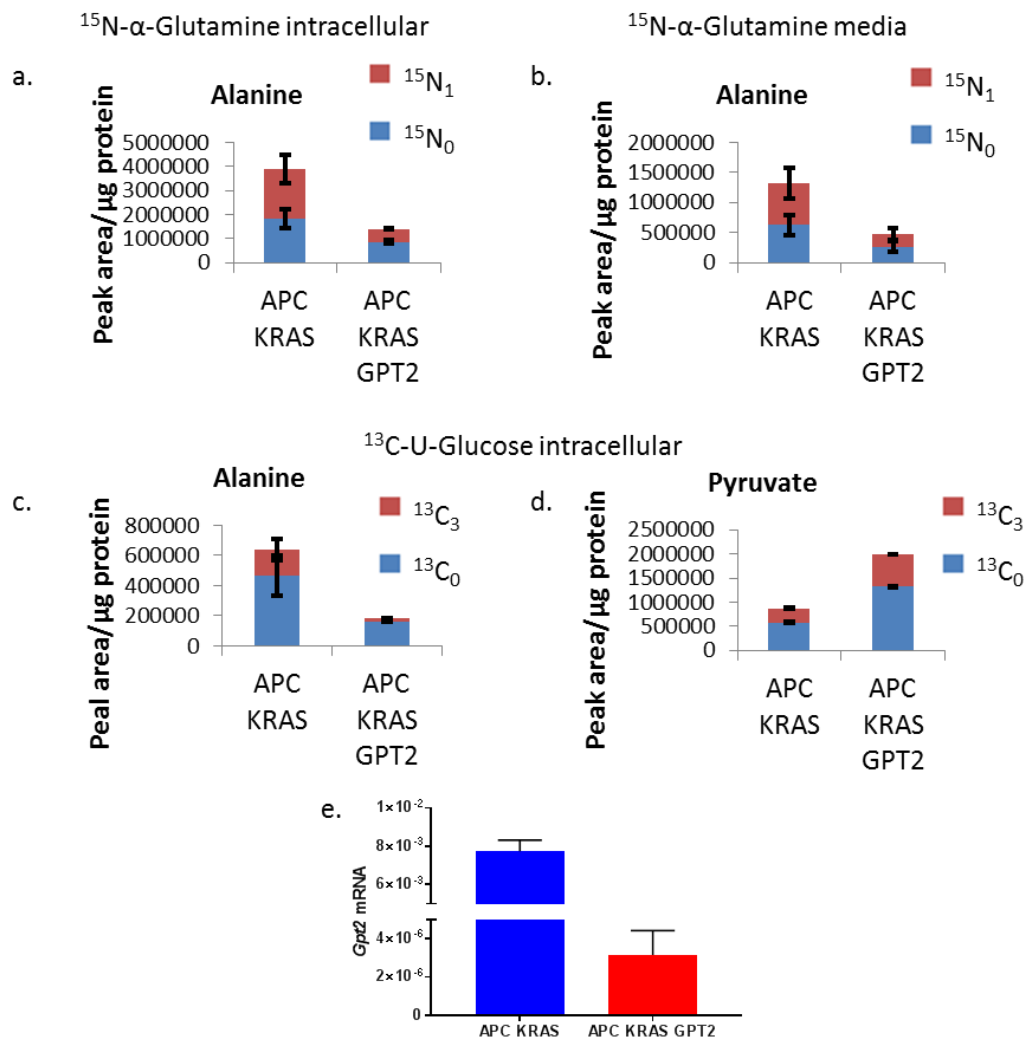 ¹⁵N-α-Glutamine intracellular
¹⁵N-α-Glutamine media
a.
Alanine
¹⁵N₁
¹⁵N₀
Peak area/µg protein
5000000
4000000
3000000
2000000
1000000
0
APC
KRAS
APC
KRAS
GPT2
b.
Alanine
¹⁵N₁
¹⁵N₀
Peak area/µg protein
2000000
1500000
1000000
500000
0
APC
KRAS
APC
KRAS
GPT2
¹³C-U-Glucose intracellular
c.
Alanine
¹³C₃
¹³C₀
Peal area/µg protein
800000
600000
400000
200000
0
APC
KRAS
APC
KRAS
GPT2
d.
Pyruvate
¹³C₃
¹³C₀
Peak area/µg protein
2500000
2000000
1500000
1000000
500000
0
APC
KRAS
APC
KRAS
GPT2
e.
Gpt2 mRNA
1×10⁻²
8×10⁻³
6×10⁻³
4×10⁻⁶
2×10⁻⁶
0
APC KRAS
APC KRAS GPT2